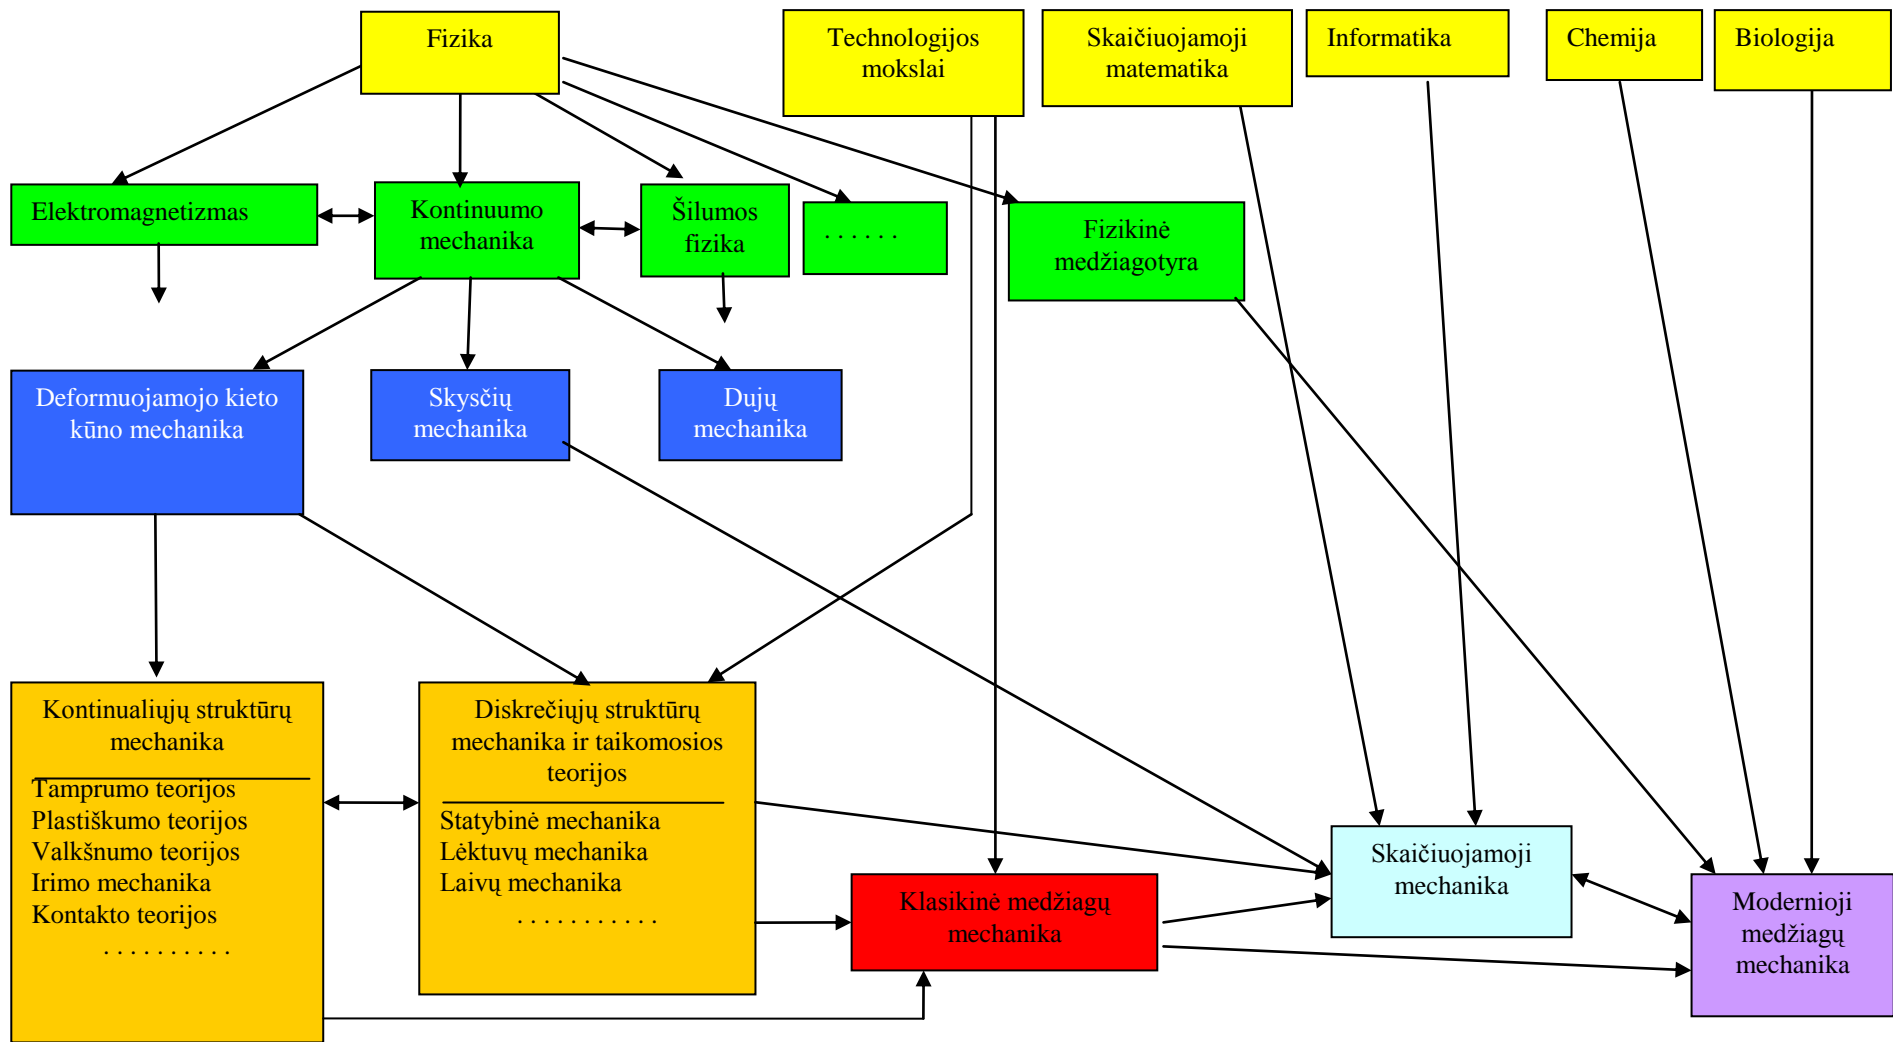 Fizika
Technologijos
mokslai
Skaičiuojamoji
matematika
Informatika
Chemija
Biologija
Elektromagnetizmas
Kontinuumo
mechanika
Šilumos
fizika
. . . . . .
Fizikinė
medžiagotyra
Deformuojamojo kieto
kūno mechanika
Skysčių
mechanika
Dujų
mechanika
Kontinualiųjų struktūrų
mechanika
Tamprumo teorijos
Plastiškumo teorijos
Valkšnumo teorijos
Irimo mechanika
Kontakto teorijos
. . . . . . . . . .
Diskrečiųjų struktūrų
mechanika ir taikomosios
teorijos
Statybinė mechanika
Lėktuvų mechanika
Laivų mechanika
. . . . . . . . . . .
Klasikinė medžiagų
mechanika
Skaičiuojamoji
mechanika
Modernioji
medžiagų
mechanika